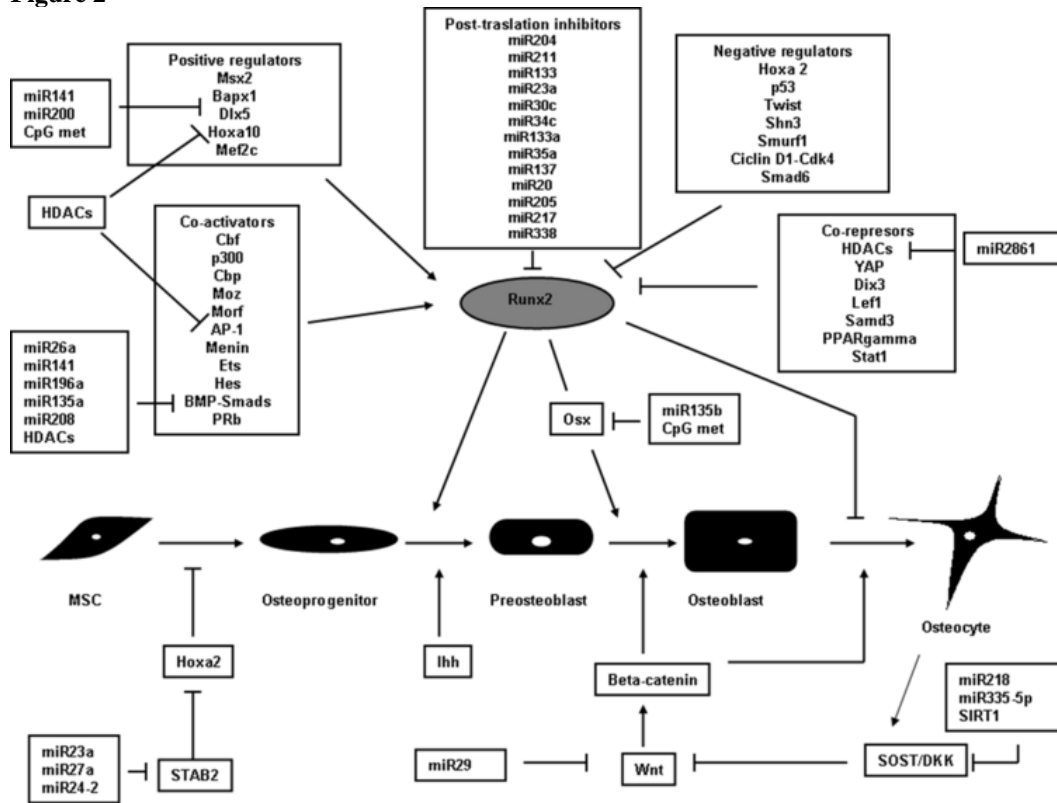 Figure 2
Positive regulators
Msx2
Bapx1
Dlx5
Hoxa10
Mef2c
miR141
miR200
CpG met
HDACs
Co-activators
Cbf
p300
Cbp
Moz
Morf
AP-1
Menin
Ets
Hes
BMP-Smads
PRb
miR26a
miR141
miR196a
miR135a
miR208
HDACs
Post-traslation inhibitors
miR204
miR211
miR133
miR23a
miR30c
miR34c
miR133a
miR35a
miR137
miR20
miR205
miR217
miR338
Negative regulators
Hoxa 2
p53
Twist
Shn3
Smurf1
Ciclin D1-Cdk4
Smad6
Co-represors
HDACs
YAP
Dix3
Lef1
Samd3
PPARgamma
Stat1
miR2861
Runx2
Osx
miR135b
CpG met
MSC
Osteoprogenitor
Preosteoblast
Osteoblast
Osteocyte
Hoxa2
Ihh
Beta-catenin
miR218
miR335-5p
SIRT1
miR23a
miR27a
miR24-2
STAB2
miR29
Wnt
SOST/DKK